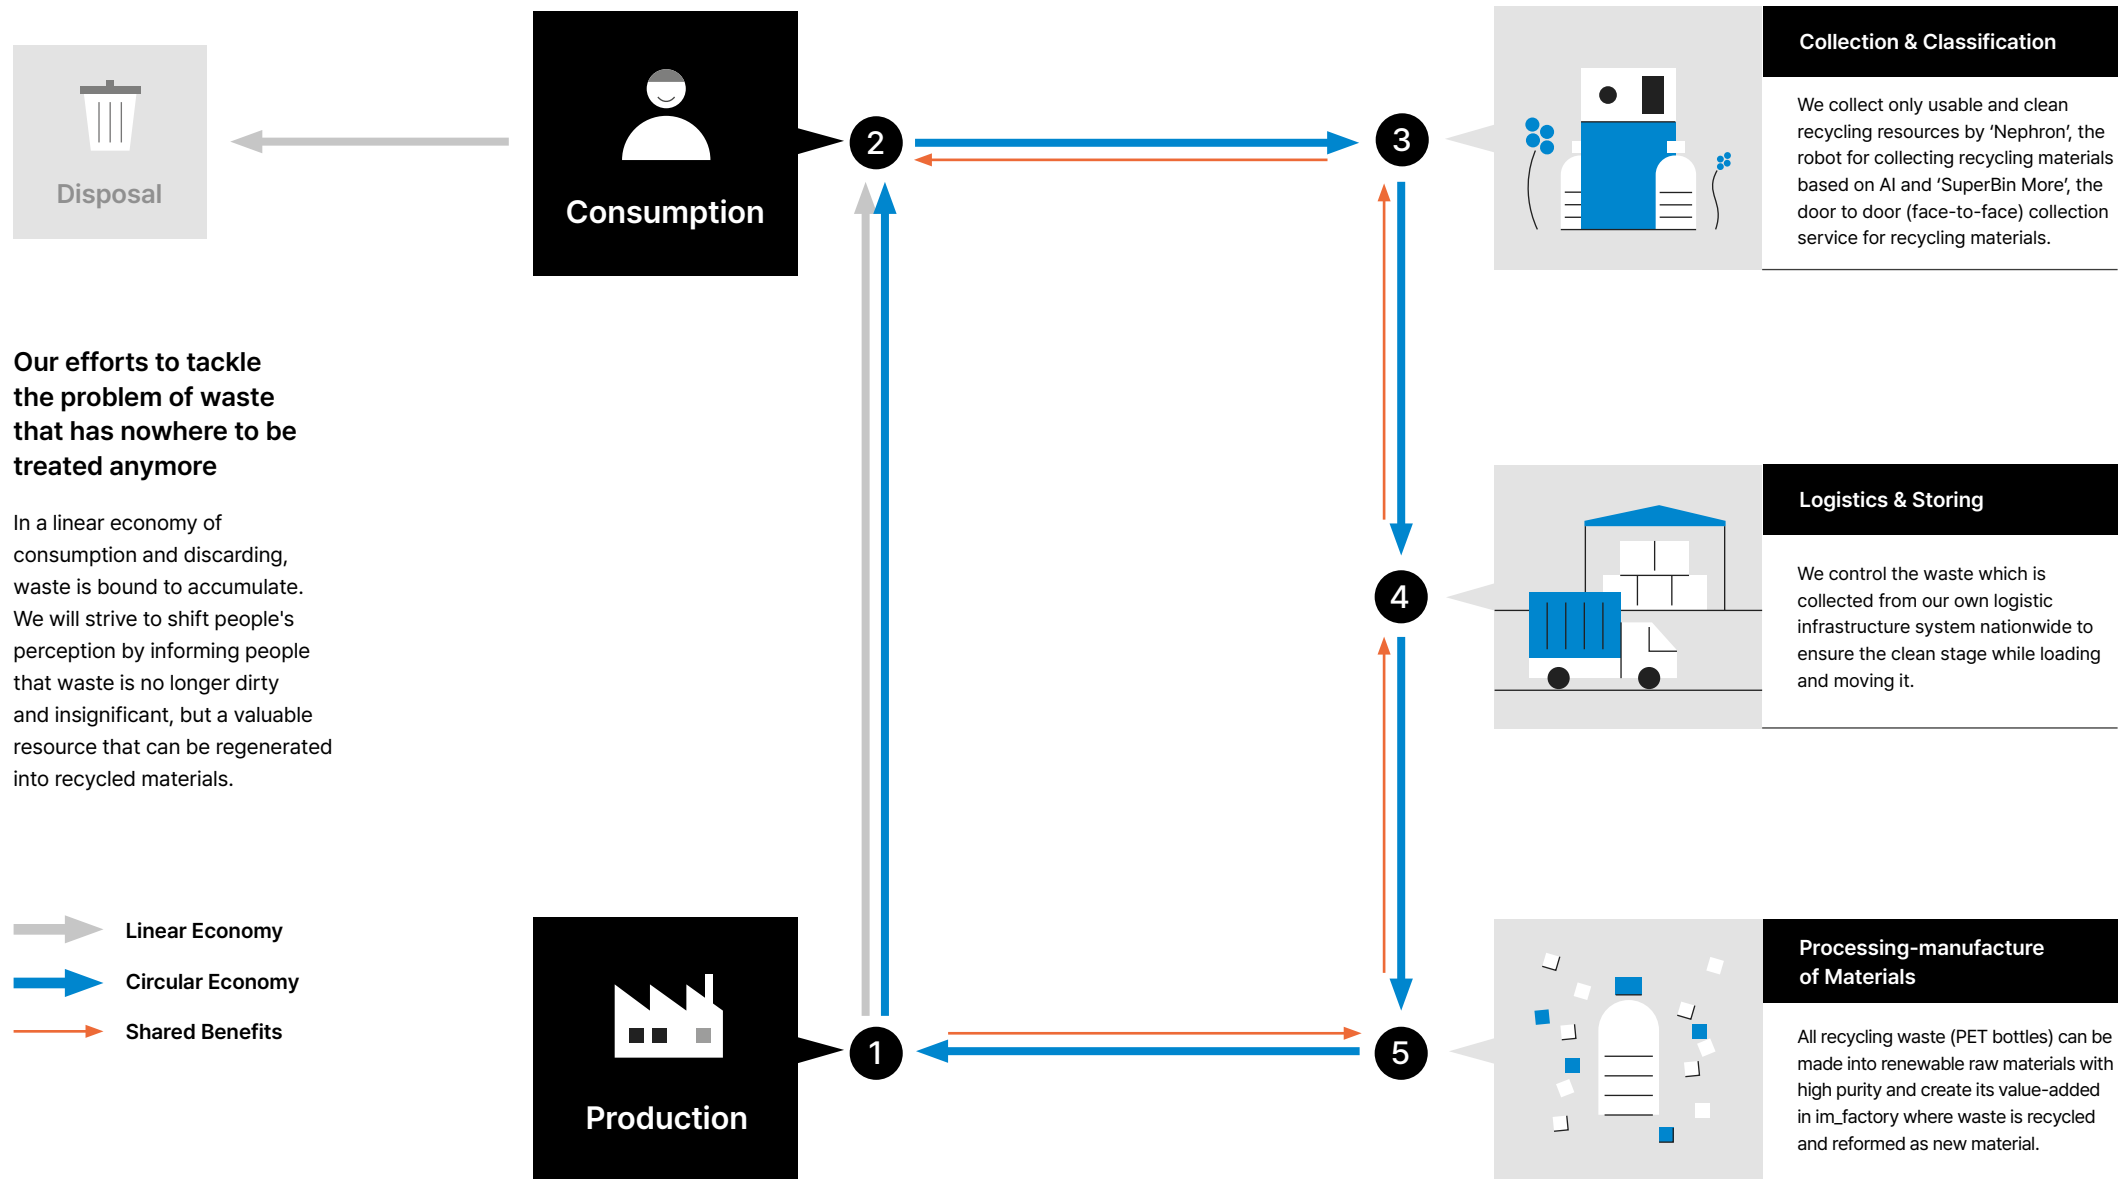 Disposal
Consumption
2
3
Collection & Classification
We collect only usable and clean
recycling resources by ‘Nephron’, the
robot for collecting recycling materials
based on AI and ‘SuperBin More’, the
door to door (face-to-face) collection
service for recycling materials.
Our efforts to tackle
the problem of waste
that has nowhere to be
treated anymore
In a linear economy of
consumption and discarding,
waste is bound to accumulate.
We will strive to shift people's
perception by informing people
that waste is no longer dirty
and insignificant, but a valuable
resource that can be regenerated
into recycled materials.
4
Logistics & Storing
We control the waste which is
collected from our own logistic
infrastructure system nationwide to
ensure the clean stage while loading
and moving it.
Linear Economy
Circular Economy
Shared Benefits
Production
1
5
Processing-manufacture
of Materials
All recycling waste (PET bottles) can be
made into renewable raw materials with
high purity and create its value-added
in im_factory where waste is recycled
and reformed as new material.